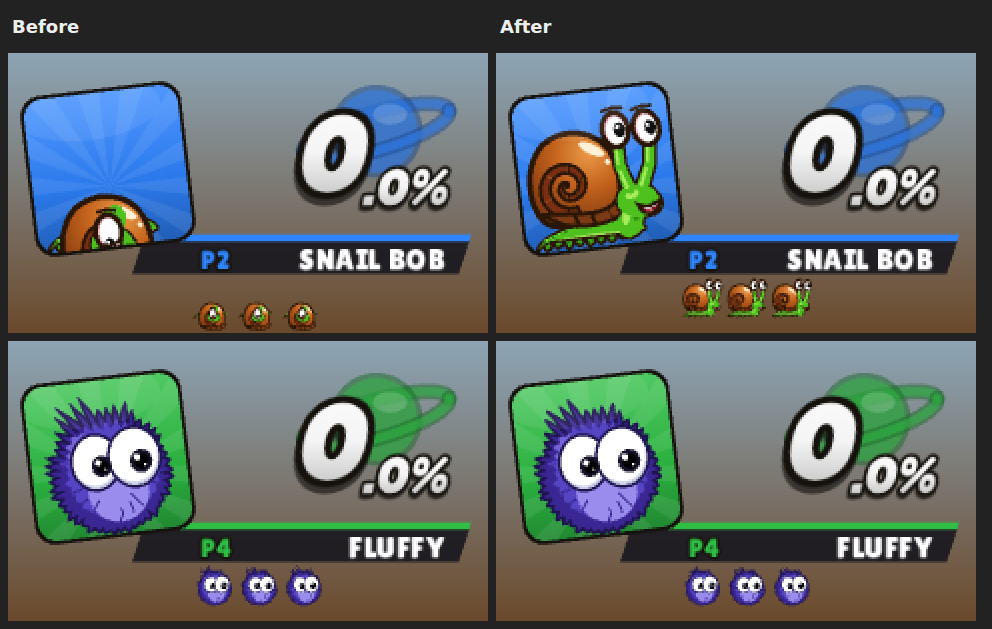 Before
After
0.0%
P2 SNAIL BOB
0.0%
P2 SNAIL BOB
0.0%
P4 FLUFFY
0.0%
P4 FLUFFY